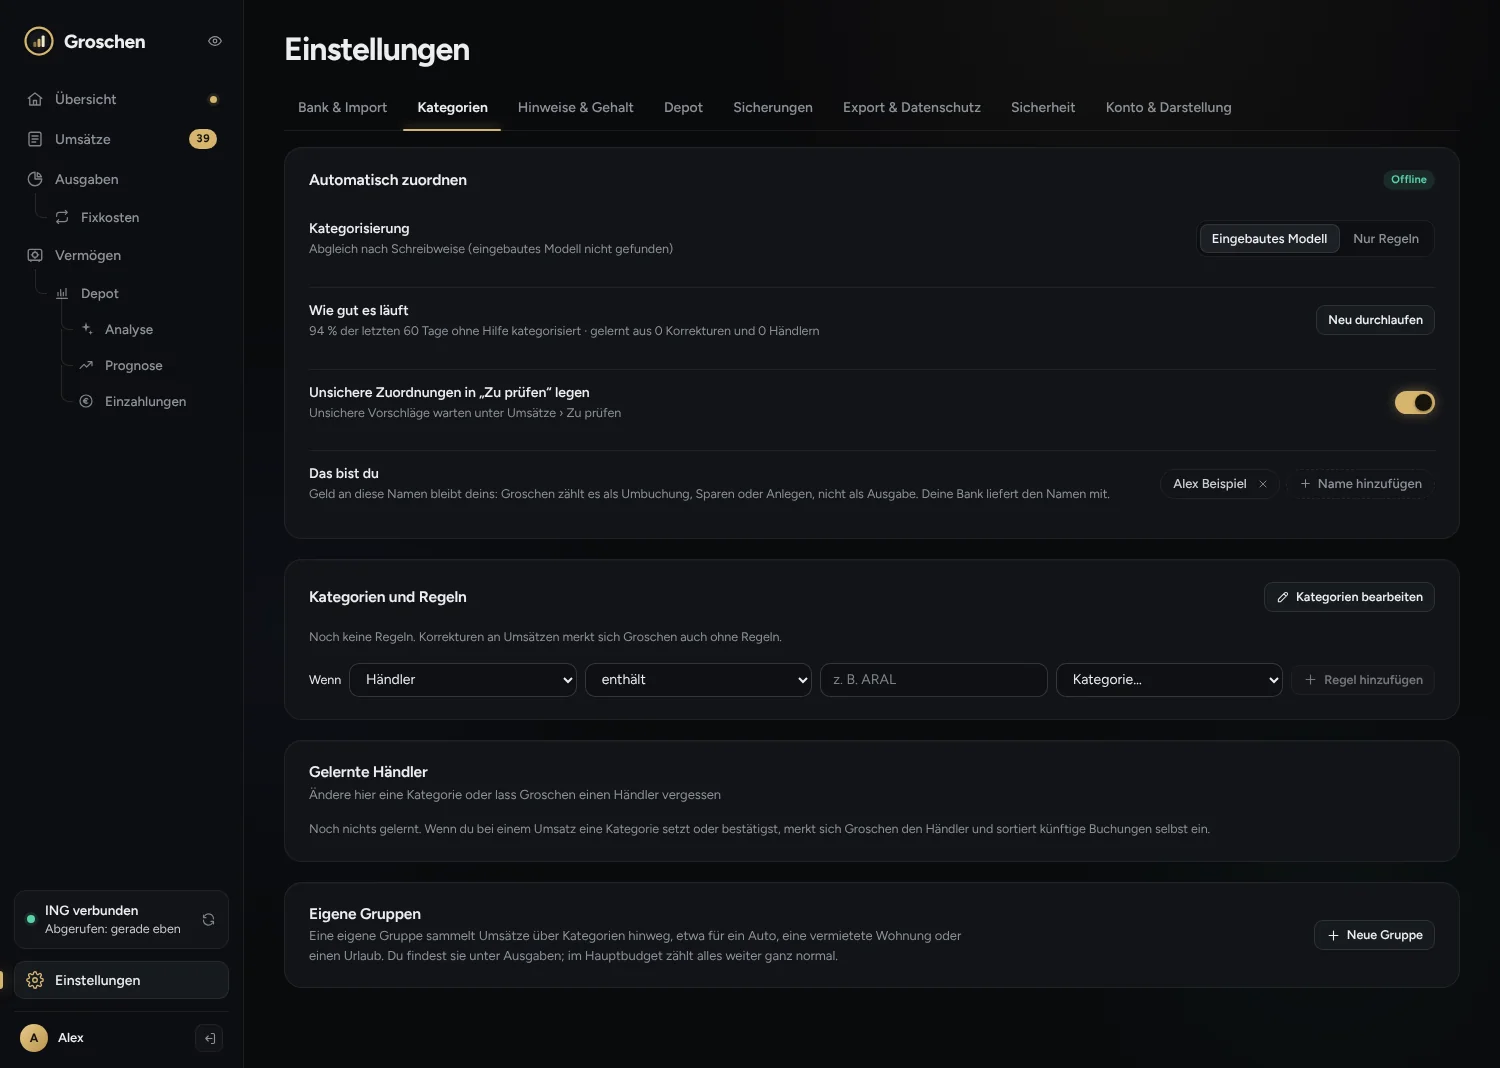 Groschen
Übersicht
Umsätze 39
Ausgaben
Fixkosten
Vermögen
Depot
Analyse
Prognose
Einzahlungen
ING verbunden
Abgerufen: gerade eben
Einstellungen
A Alex
Einstellungen
Bank & Import Kategorien Hinweise & Gehalt Depot Sicherungen Export & Datenschutz Sicherheit Konto & Darstellung
Automatisch zuordnen Offline
Kategorisierung
Abgleich nach Schreibweise (eingebautes Modell nicht gefunden)
Eingebautes Modell Nur Regeln
Wie gut es läuft
94 % der letzten 60 Tage ohne Hilfe kategorisiert · gelernt aus 0 Korrekturen und 0 Händlern
Neu durchlaufen
Unsichere Zuordnungen in „Zu prüfen“ legen
Unsichere Vorschläge warten unter Umsätze › Zu prüfen
Das bist du
Geld an diese Namen bleibt deins: Groschen zählt es als Umbuchung, Sparen oder Anlegen, nicht als Ausgabe. Deine Bank liefert den Namen mit.
Alex Beispiel × + Name hinzufügen
Kategorien und Regeln
Kategorien bearbeiten
Noch keine Regeln. Korrekturen an Umsätzen merkt sich Groschen auch ohne Regeln.
Wenn Händler enthält z. B. ARAL Kategorie... + Regel hinzufügen
Gelernte Händler
Ändere hier eine Kategorie oder lass Groschen einen Händler vergessen
Noch nichts gelernt. Wenn du bei einem Umsatz eine Kategorie setzt oder bestätigst, merkt sich Groschen den Händler und sortiert künftige Buchungen selbst ein.
Eigene Gruppen
Eine eigene Gruppe sammelt Umsätze über Kategorien hinweg, etwa für ein Auto, eine vermietete Wohnung oder
einen Urlaub. Du findest sie unter Ausgaben; im Hauptbudget zählt alles weiter ganz normal.
+ Neue Gruppe